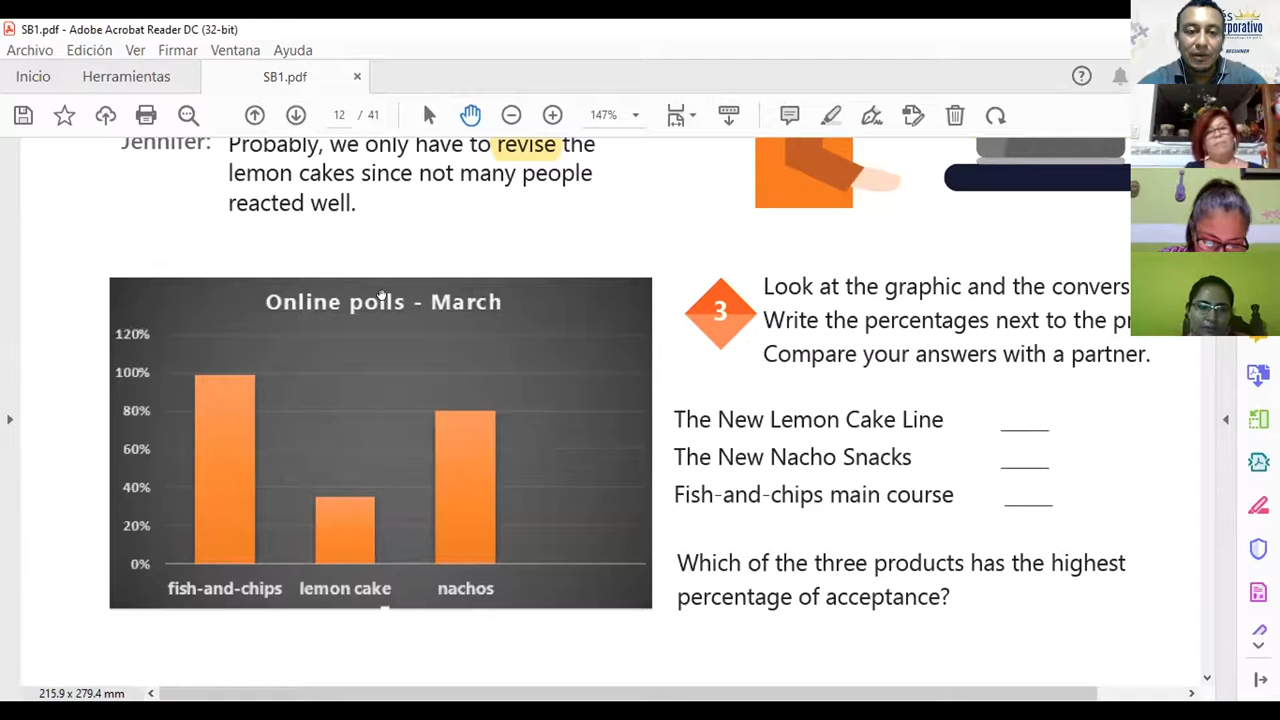 SB1.pdf - Adobe Acrobat Reader DC (32-bit)
Archivo Edición Ver Firmar Ventana Ayuda
Inicio Herramientas SB1.pdf ×
12 / 41 147%
Jennifer: Probably, we only have to revise the
lemon cakes since not many people
reacted well.
Online polls - March
120%
100%
80%
60%
40%
20%
0%
fish-and-chips lemon cake nachos
3
Look at the graphic and the convers
Write the percentages next to the pr
Compare your answers with a partner.
The New Lemon Cake Line ____
The New Nacho Snacks ____
Fish-and-chips main course ____
Which of the three products has the highest
percentage of acceptance?
215.9 x 279.4 mm
BEGINNER